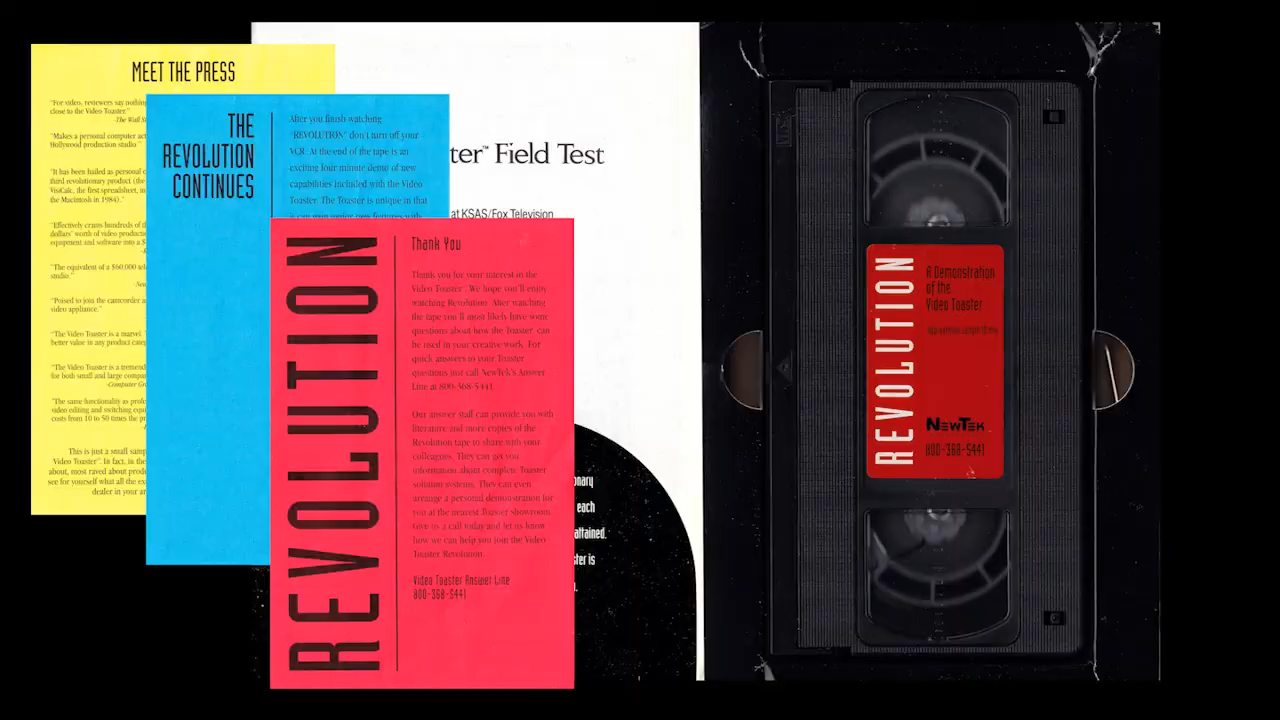 MEET THE PRESS
"For video, reviewers say nothing
close to the Video Toaster."
-The Wall St
"Makes a personal computer act
Hollywood production studio."
"It has been hailed as personal c
third revolutionary product (the
VisiCalc, the first spreadsheet, in
the Macintosh in 1984)."
"Effectively crams hundreds of th
dollars' worth of video producti
equipment and software into a $
"The equivalent of a $60,000 tele
studio."
-New
"Poised to join the camcorder a
video appliance."
"The Video Toaster is a marvel.
better value in any product categ
"The Video Toaster is a tremend
for both small and large compa
-Computer Gr
"The same functionality as profe
video editing and switching equi
costs from 10 to 50 times the pr
This is just a small samp
Video Toaster™. In fact, in the
about, most raved about produ
see for yourself what all the ex
dealer in your ar
THE
REVOLUTION
CONTINUES
After you finish watching
"REVOLUTION" don't turn off your
VCR. At the end of the tape is an
exciting four minute demo of new
capabilities included with the Video
Toaster. The Toaster is unique in that
REVOLUTION
Thank You
Thank you for your interest in the
Video Toaster™. We hope you'll enjoy
watching Revolution. After watching
the tape you'll most likely have some
questions about how the Toaster can
be used in your creative work. For
quick answers to your Toaster
questions just call NewTek's Answer
Line at 800-368-5441.
Our answer staff can provide you with
literature and more copies of the
Revolution tape to share with your
colleagues. They can get you
information about complete Toaster
solution systems. They can even
arrange a personal demonstration for
you at the nearest Toaster showroom.
Give us a call today and let us know
how we can help you join the Video
Toaster Revolution.
Video Toaster Answer Line
800-368-5441
ter™ Field Test
at KSAS/Fox Television
onary
each
attained.
ster is
REVOLUTION
A Demonstration
of the
Video Toaster
NEWTEK
800-368-5441